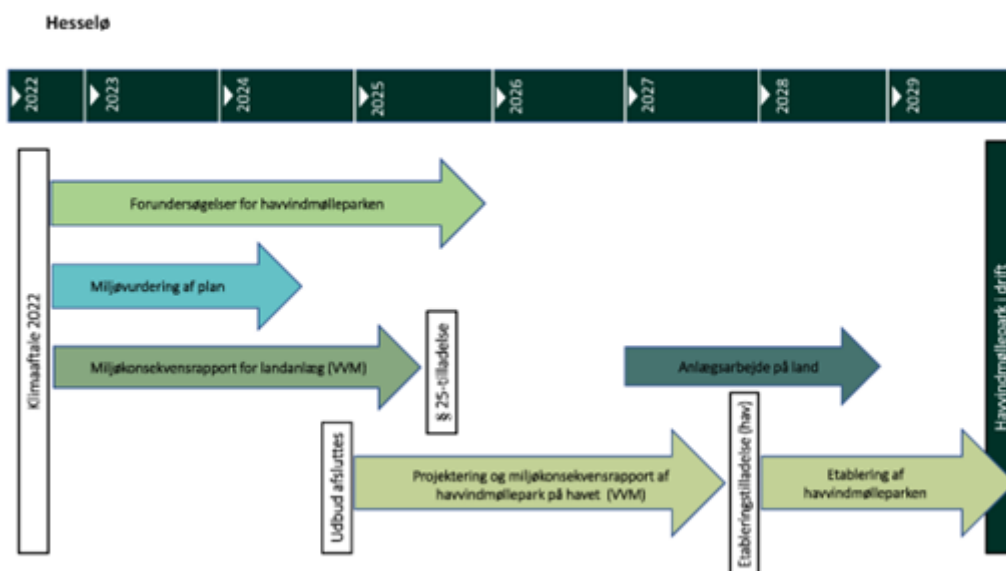 Hesselø
2022
2023
2024
2025
2026
2027
2028
2029
Klimaaftale 2022
Forundersøgelser for havvindmølleparken
Miljøvurdering af plan
Miljøkonsekvensrapport for landanlæg (VVM)
§ 25-tilladelse
Anlægsarbejde på land
Udbud afsluttes
Projektering og miljøkonsekvensrapport af
havvindmøllepark på havet (VVM)
Etableringstilladelse (hav)
Etablering af
havvindmølleparken
Havvindmøllepark i drift